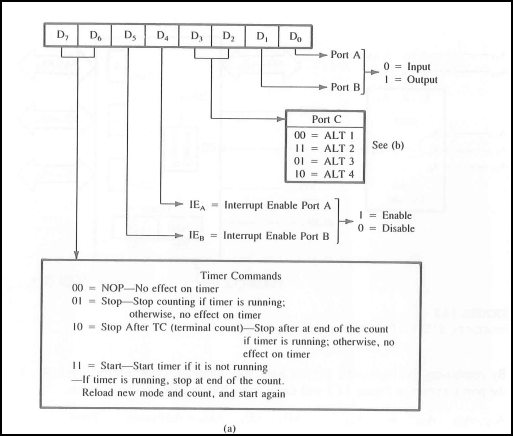 D7 D6 D5 D4 D3 D2 D1 D0
Port A
0 = Input
1 = Output
Port B
Port C
00 = ALT 1
11 = ALT 2
01 = ALT 3
10 = ALT 4
See (b)
IEA = Interrupt Enable Port A
1 = Enable
0 = Disable
IEB = Interrupt Enable Port B
Timer Commands
00 = NOP—No effect on timer
01 = Stop—Stop counting if timer is running;
otherwise, no effect on timer
10 = Stop After TC (terminal count)—Stop after at end of the count
if timer is running; otherwise, no
effect on timer
11 = Start—Start timer if it is not running
—If timer is running, stop at end of the count.
Reload new mode and count, and start again
(a)